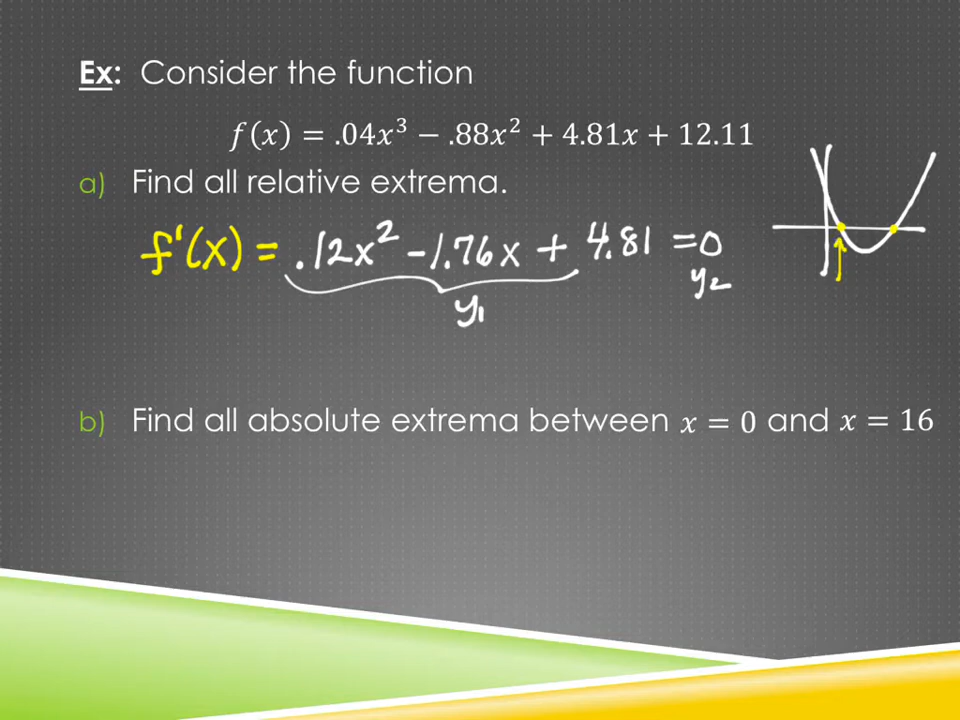 Ex: Consider the function
f(x) = .04x³ − .88x² + 4.81x + 12.11
a) Find all relative extrema.
f'(x) = .12x² - 1.76x + 4.81 = 0
y₁ y₂
b) Find all absolute extrema between x = 0 and x = 16